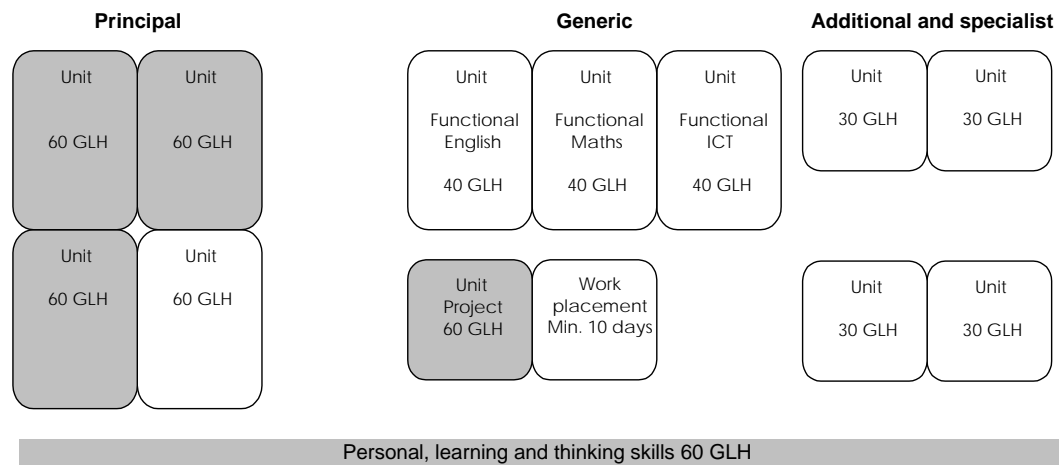 Principal
Generic
Additional and specialist
Unit
60 GLH
Unit
60 GLH
Unit
60 GLH
Unit
60 GLH
Unit
Functional
English
40 GLH
Unit
Functional
Maths
40 GLH
Unit
Functional
ICT
40 GLH
Unit
Project
60 GLH
Work
placement
Min. 10 days
Unit
30 GLH
Unit
30 GLH
Unit
30 GLH
Unit
30 GLH
Personal, learning and thinking skills 60 GLH